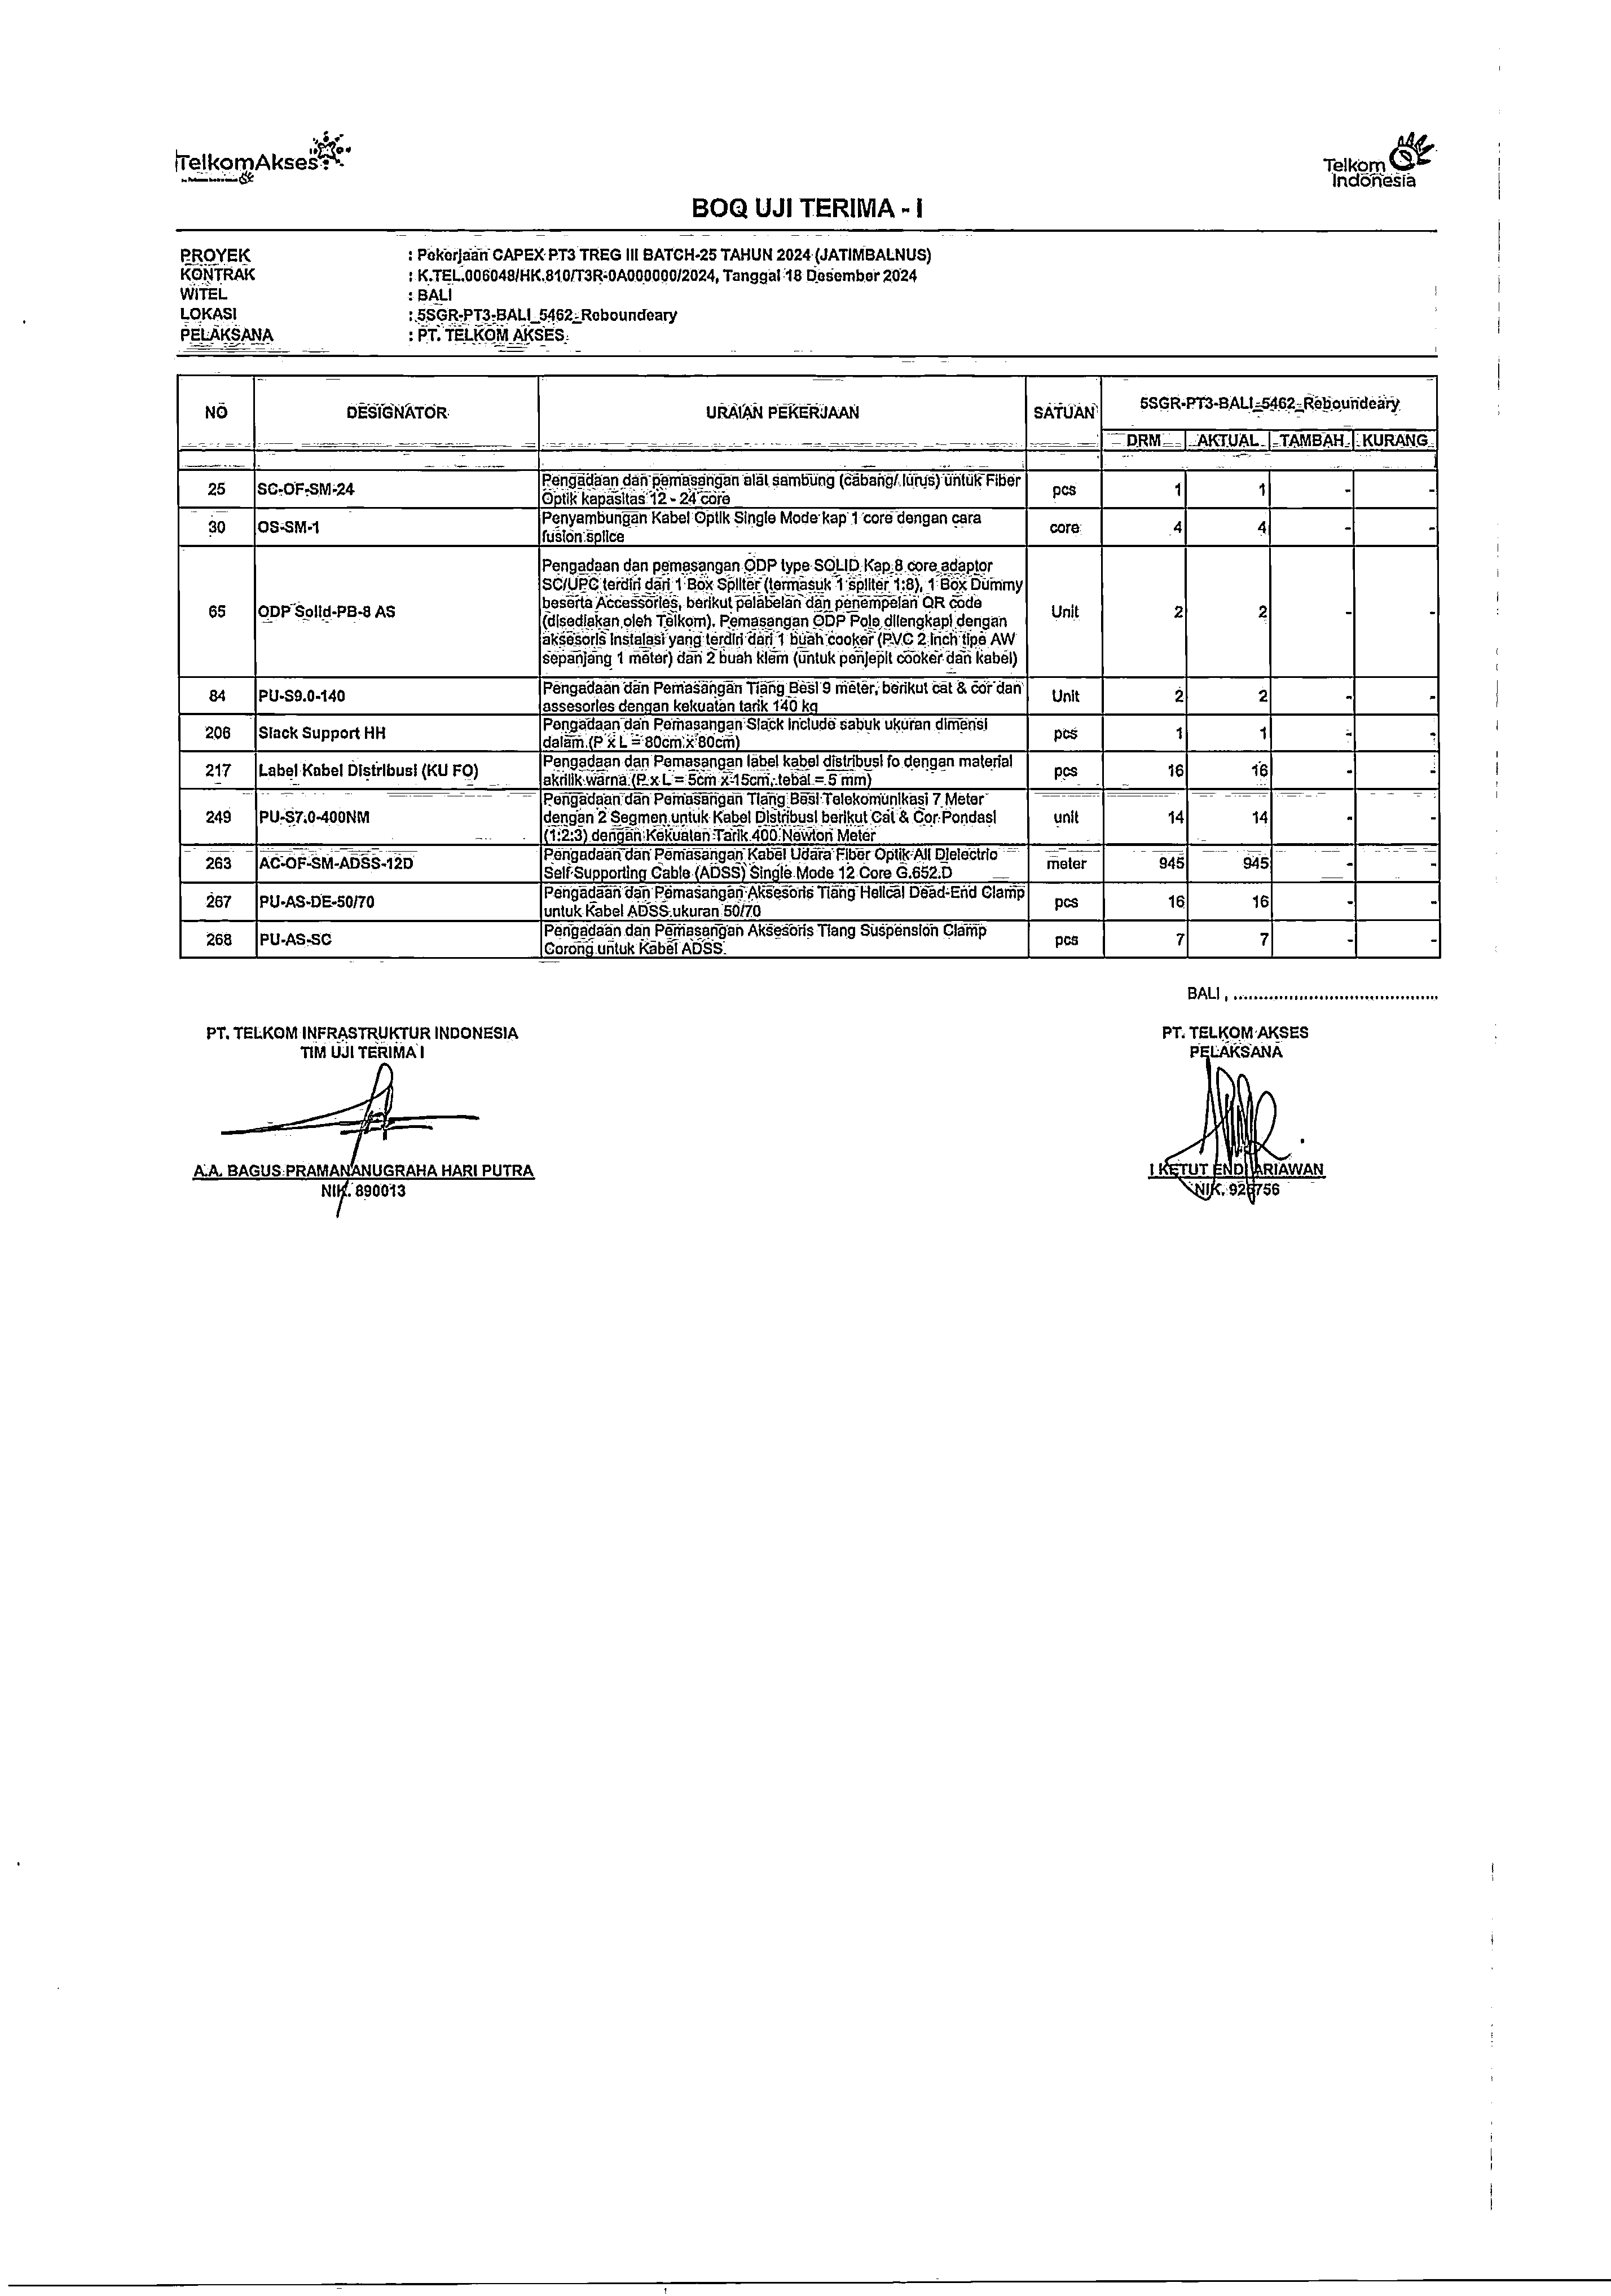 TelkomAkses
Telkom
Indonesia
BOQ UJI TERIMA - I
PROYEK : Pekerjaan CAPEX PT3 TREG III BATCH-25 TAHUN 2024 (JATIMBALNUS)
KONTRAK : K.TEL.006048/HK.810/T3R-0A000000/2024, Tanggal 18 Desember 2024
WITEL : BALI
LOKASI : 5SGR-PT3-BALI_5462_Reboundeary
PELAKSANA : PT. TELKOM AKSES
NO DESIGNATOR URAIAN PEKERJAAN SATUAN 5SGR-PT3-BALI_5462_Reboundeary
DRM AKTUAL TAMBAH KURANG
25 SC-OF-SM-24 Pengadaan dan pemasangan alat sambung (cabang/ lurus) untuk Fiber pcs 1 1 - -
Optik kapasitas 12 - 24 core
30 OS-SM-1 Penyambungan Kabel Optik Single Mode kap 1 core dengan cara core 4 4 - -
fusion splice
Pengadaan dan pemasangan ODP type SOLID Kap 8 core adaptor
SC/UPC terdiri dari 1 Box Spliter (termasuk 1 spliter 1:8), 1 Box Dummy
beserta Accessories, berikut pelabelan dan penempelan QR code
65 ODP Solid-PB-8 AS (disediakan oleh Telkom). Pemasangan ODP Pole dilengkapi dengan Unit 2 2 - -
aksesoris instalasi yang terdiri dari 1 buah cooker (PVC 2 inch tipe AW
sepanjang 1 meter) dan 2 buah klem (untuk penjepit cooker dan kabel)
84 PU-S9.0-140 Pengadaan dan Pemasangan Tiang Besi 9 meter, berikut cat & cor dan Unit 2 2 - -
assesories dengan kekuatan tarik 140 kg
206 Slack Support HH Pengadaan dan Pemasangan Slack include sabuk ukuran dimensi pcs 1 1 - -
dalam (P x L = 80cm x 80cm)
217 Label Kabel Distribusi (KU FO) Pengadaan dan Pemasangan label kabel distribusi fo dengan material pcs 16 16 - -
akrilik warna (P x L = 5cm x 15cm, tebal = 5 mm)
Pengadaan dan Pemasangan Tiang Besi Telekomunikasi 7 Meter
249 PU-S7.0-400NM dengan 2 Segmen untuk Kabel Distribusi berikut Cat & Cor Pondasi unit 14 14 - -
(1:2:3) dengan Kekuatan Tarik 400 Newton Meter
263 AC-OF-SM-ADSS-12D Pengadaan dan Pemasangan Kabel Udara Fiber Optik All Dielectric meter 945 945 - -
Self Supporting Cable (ADSS) Single Mode 12 Core G.652.D
267 PU-AS-DE-50/70 Pengadaan dan Pemasangan Aksesoris Tiang Helical Dead-End Clamp pcs 16 16 - -
untuk Kabel ADSS ukuran 50/70
268 PU-AS-SC Pengadaan dan Pemasangan Aksesoris Tiang Suspension Clamp pcs 7 7 - -
Corong untuk Kabel ADSS
BALI , ........................................
PT. TELKOM INFRASTRUKTUR INDONESIA PT. TELKOM AKSES
TIM UJI TERIMA I PELAKSANA
A.A. BAGUS PRAMANANUGRAHA HARI PUTRA I KETUT ENDI ARIAWAN
NIK. 890013 NIK. 926756